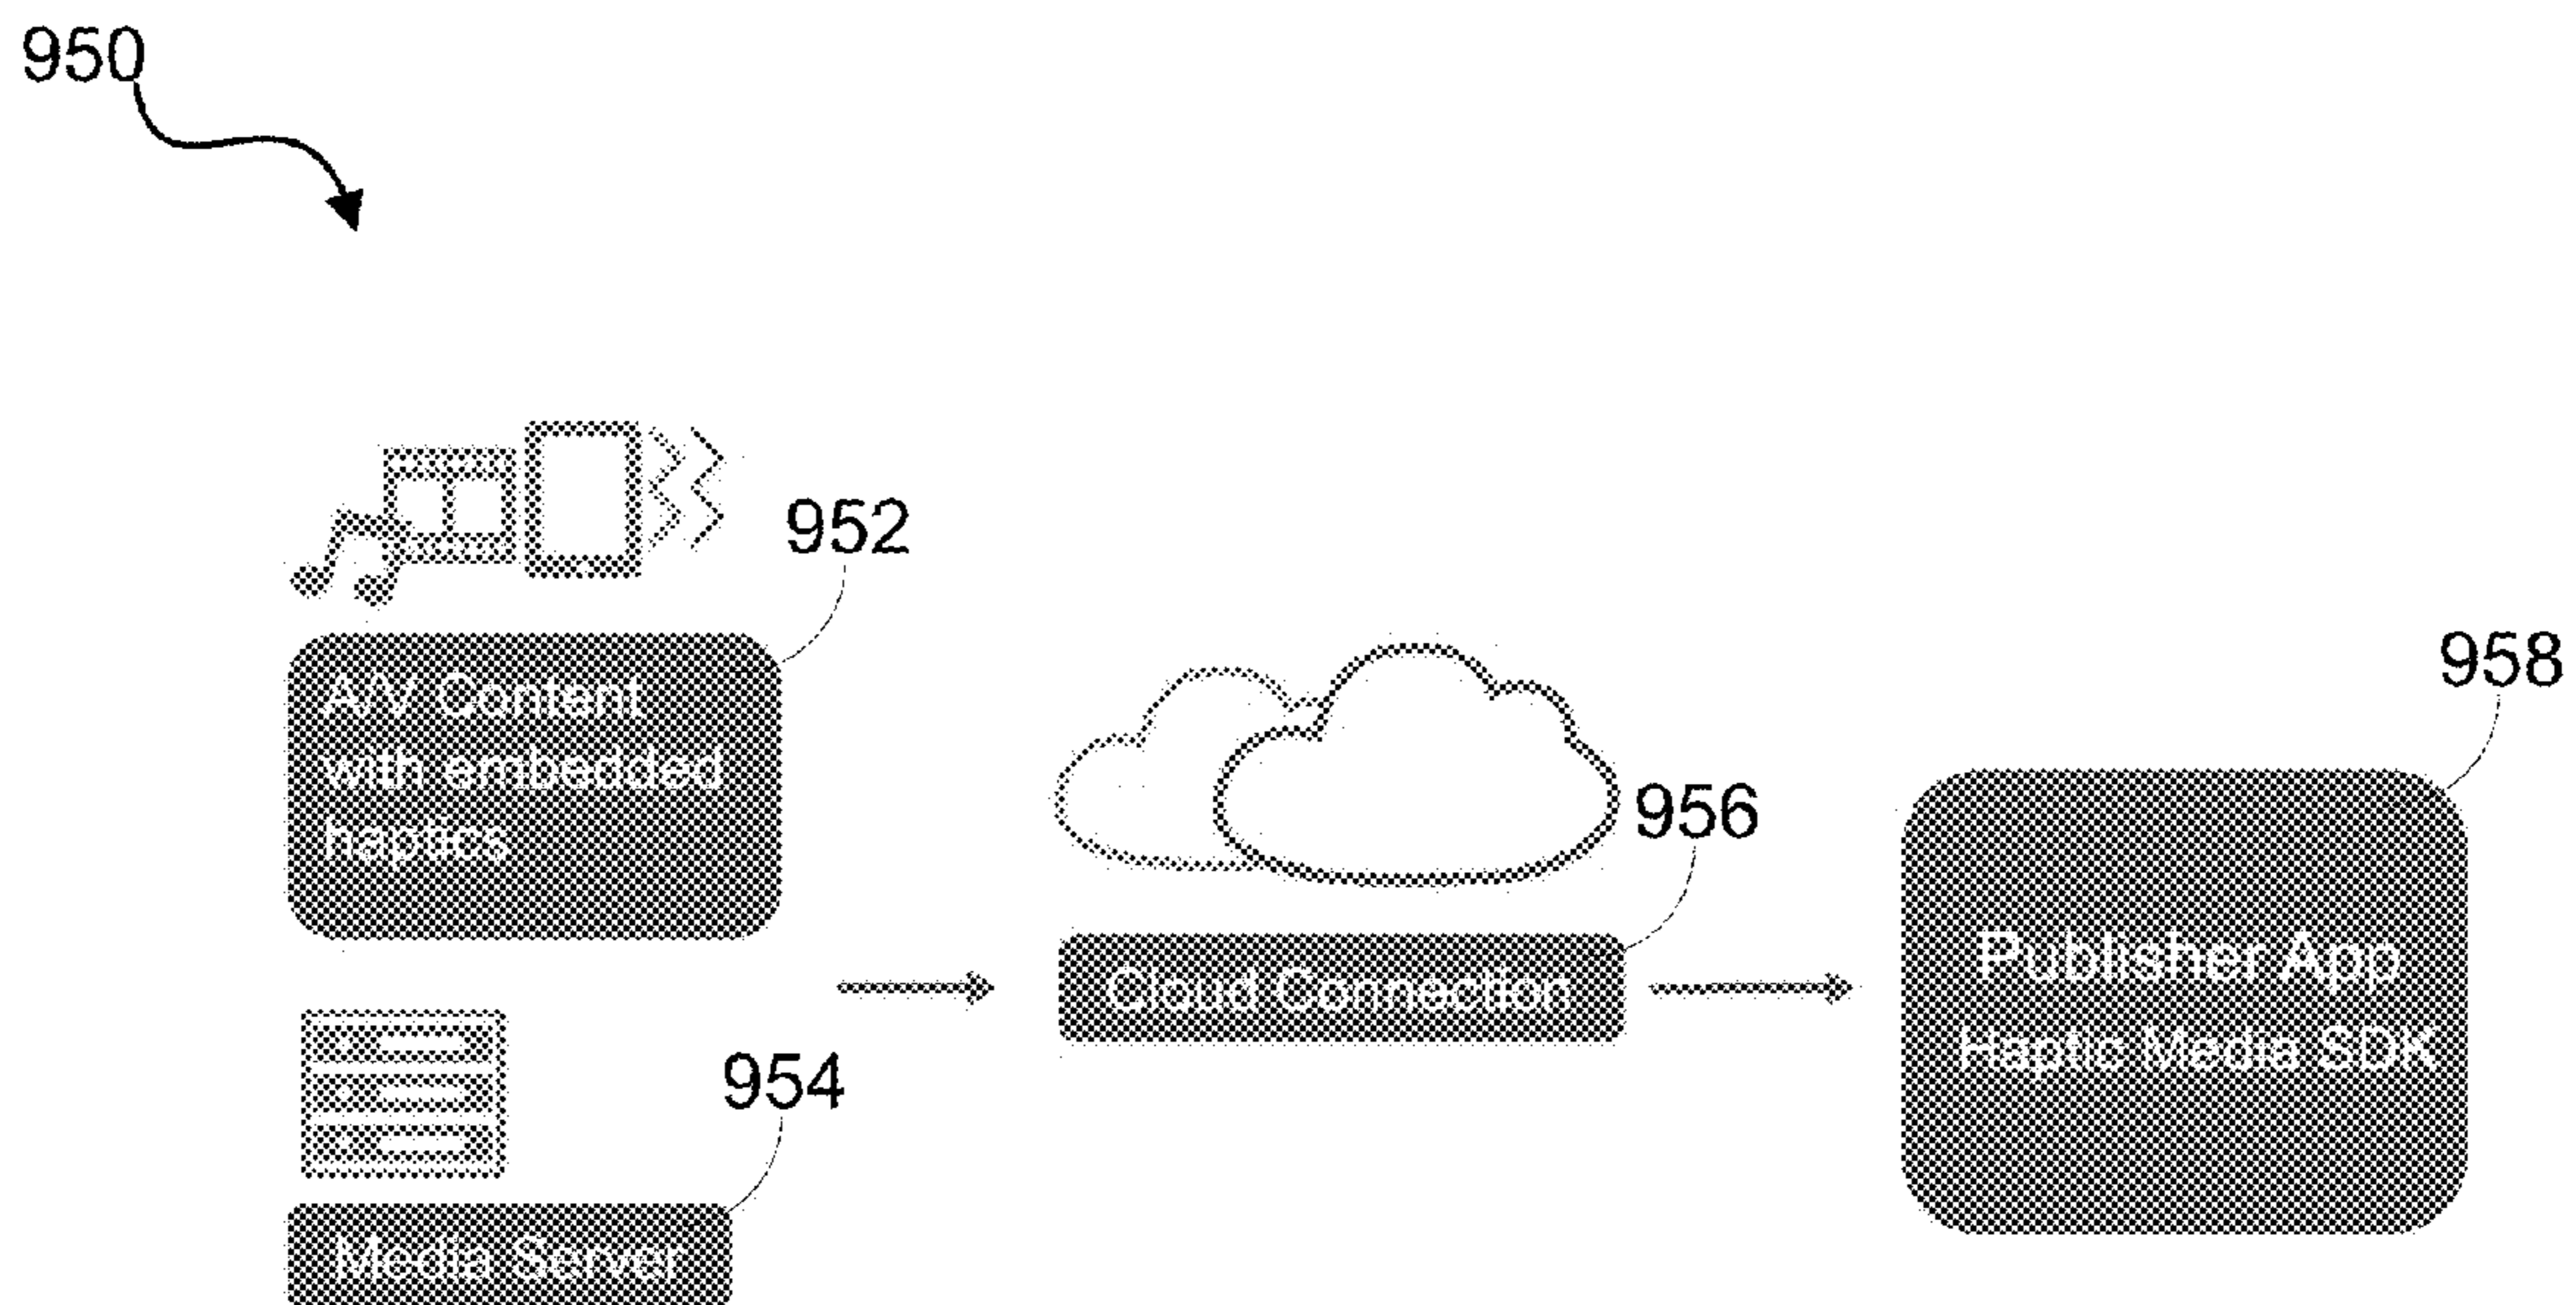 950
952
A/V Content
with embedded
haptics
954
Media Server
956
Cloud Connection
958
Publisher App
Haptic Media SDK